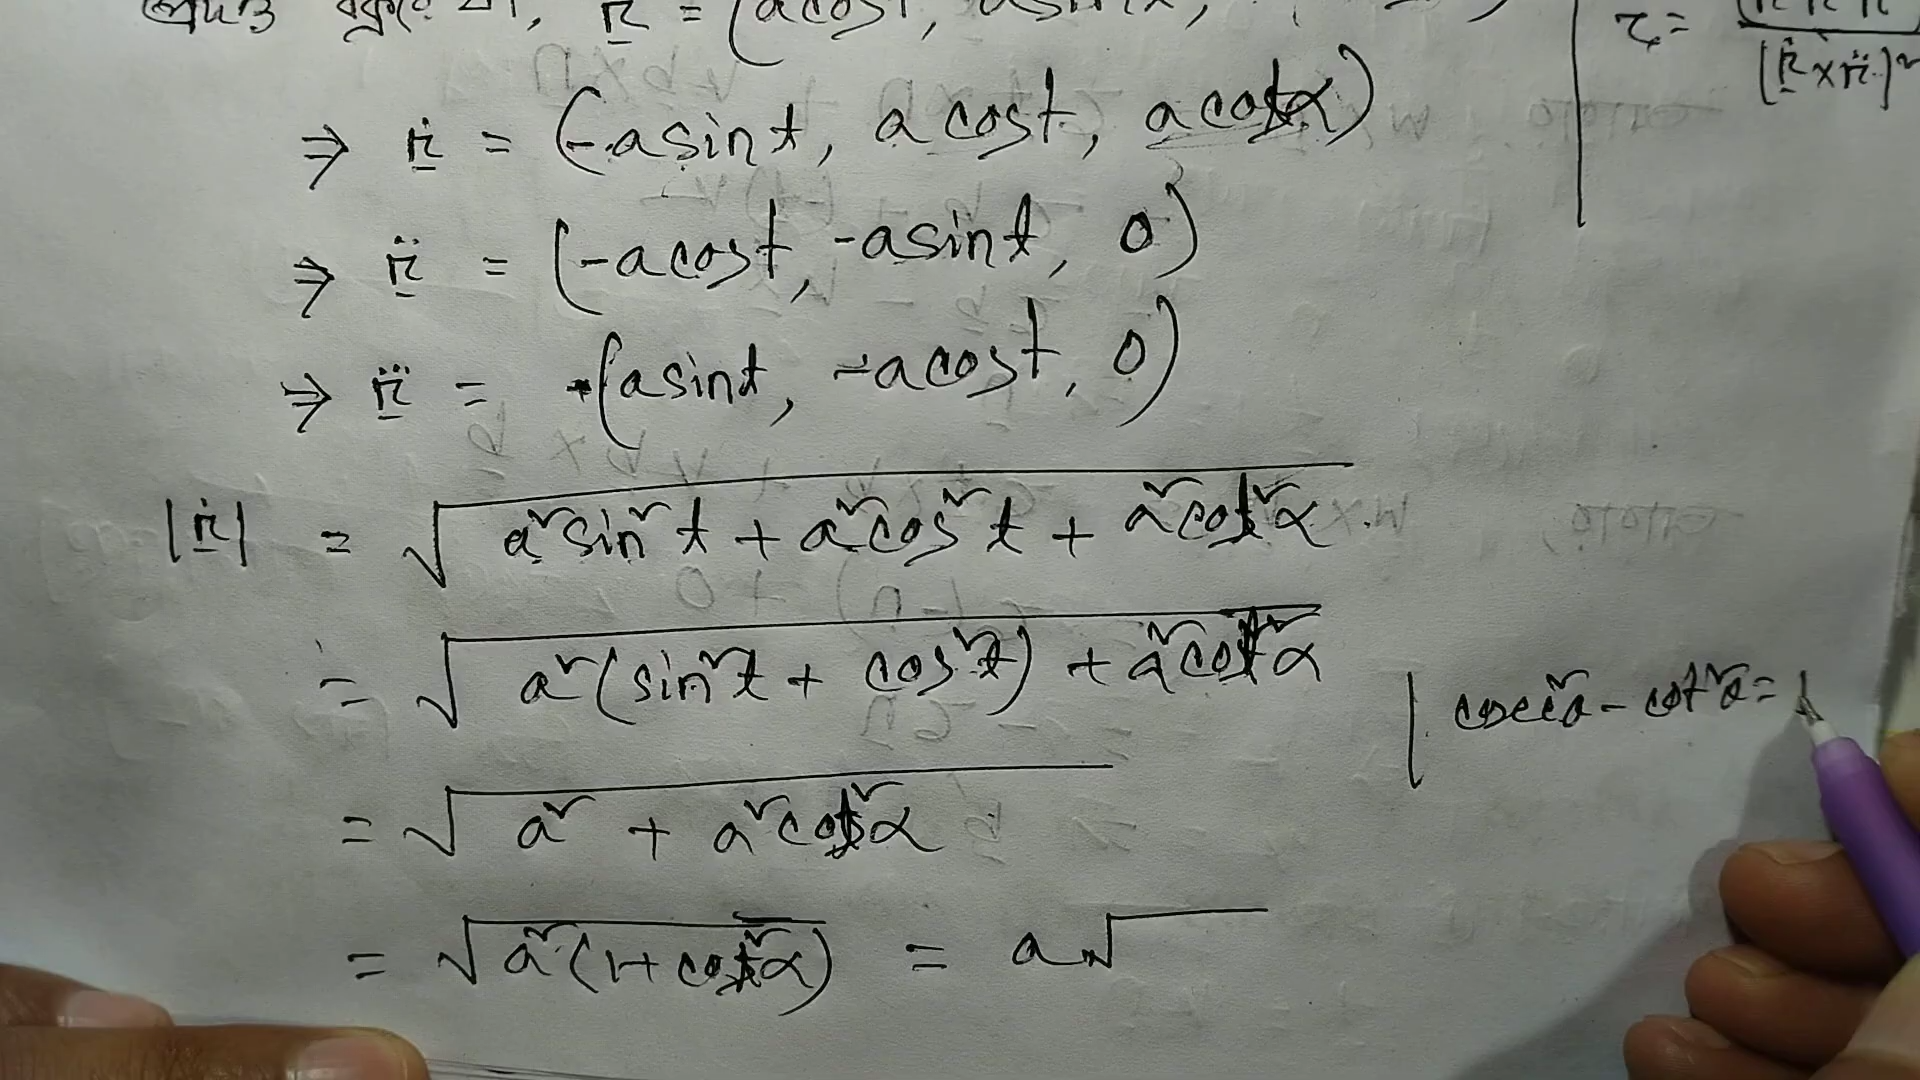 r = (acost,
τ = [ṙ×r̈]²
⇒ ṙ = (-asint, acost, acotα)
⇒ r̈ = (-acost, -asint, 0)
⇒ r⃛ = (asint, -acost, 0)
|ṙ| = √(a²sin²t + a²cos²t + a²cot²α
= √(a²(sin²t + cos²t) + a²cot²α
= √(a² + a²cot²α
cosec²α - cot²α = 1
= √(a²(1+cot²α) = a√